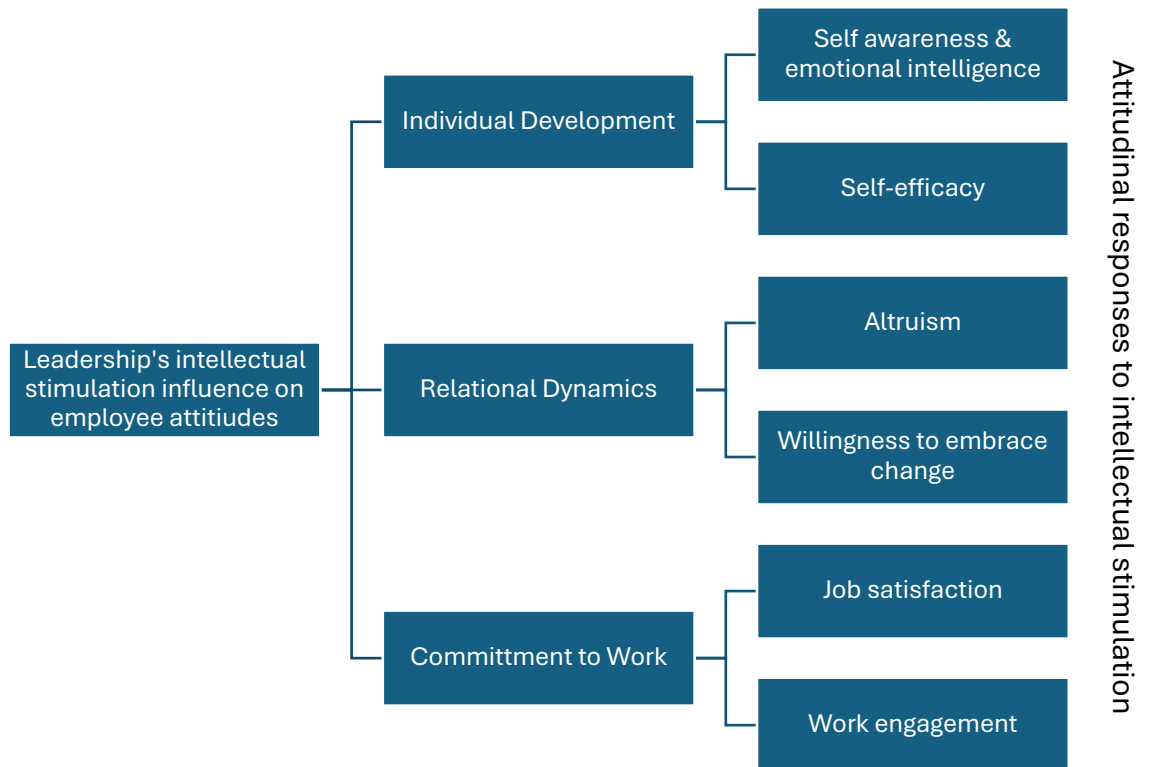 Leadership's intellectual
stimulation influence on
employee attitiudes
Individual Development
Self awareness &
emotional intelligence
Self-efficacy
Relational Dynamics
Altruism
Willingness to embrace
change
Committment to Work
Job satisfaction
Work engagement
Attitudinal responses to intellectual stimulation